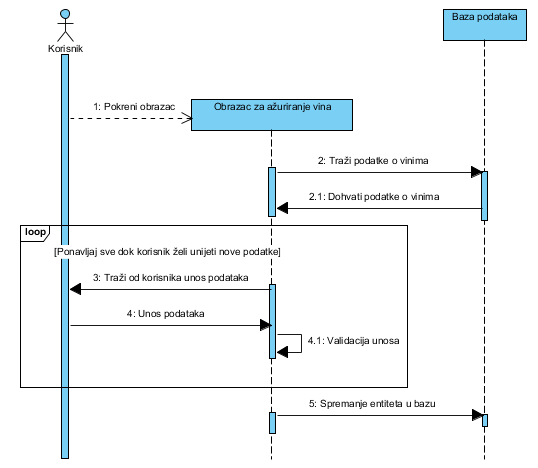 Baza podataka
Korisnik
1: Pokreni obrazac
Obrazac za ažuriranje vina
2: Traži podatke o vinima
2.1: Dohvati podatke o vinima
loop
[Ponavljaj sve dok korisnik želi unijeti nove podatke]
3: Traži od korisnika unos podataka
4: Unos podataka
4.1: Validacija unosa
5: Spremanje entiteta u bazu